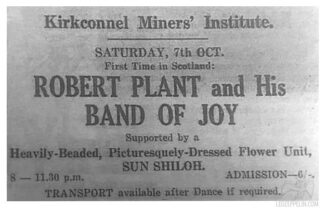 Kirkconnel Miners' Institute.
SATURDAY, 7th OCT.
First Time in Scotland:
ROBERT PLANT and His
BAND OF JOY
Supported by a
Heavily-Beaded, Picturesquely-Dressed Flower Unit,
SUN SHILOH.
8 — 11.30 p.m. ADMISSION—6/-.
TRANSPORT available after Dance if required.
LEDZEPPELIN.COM